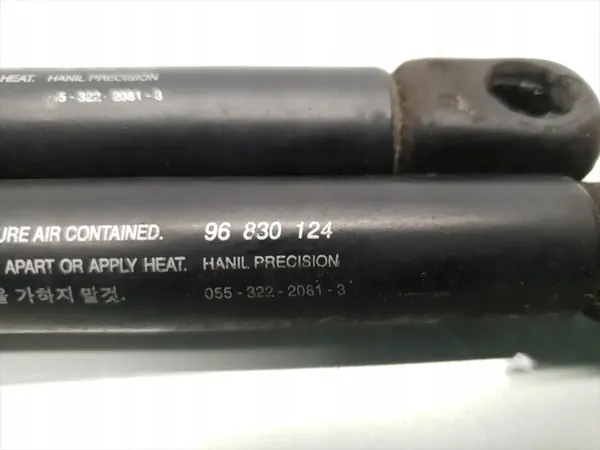 HEAT. HANIL PRECISION
055-322-2081-3
URE AIR CONTAINED. 96 830 124
APART OR APPLY HEAT. HANIL PRECISION
을 가하지 말것. 055-322-2081-3